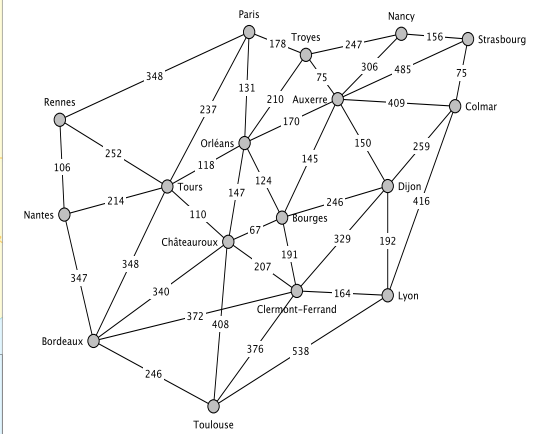 Paris
Nancy
178
Troyes
247
156
Strasbourg
348
306
485
75
75
131
Rennes
237
210
Auxerre
409
Colmar
170
Orléans
252
118
150
259
106
145
124
Tours
Dijon
214
147
246
416
Nantes
110
Bourges
67
Châteauroux
329
192
191
348
207
347
340
164
Lyon
Clermont-Ferrand
372
408
Bordeaux
376
538
246
Toulouse